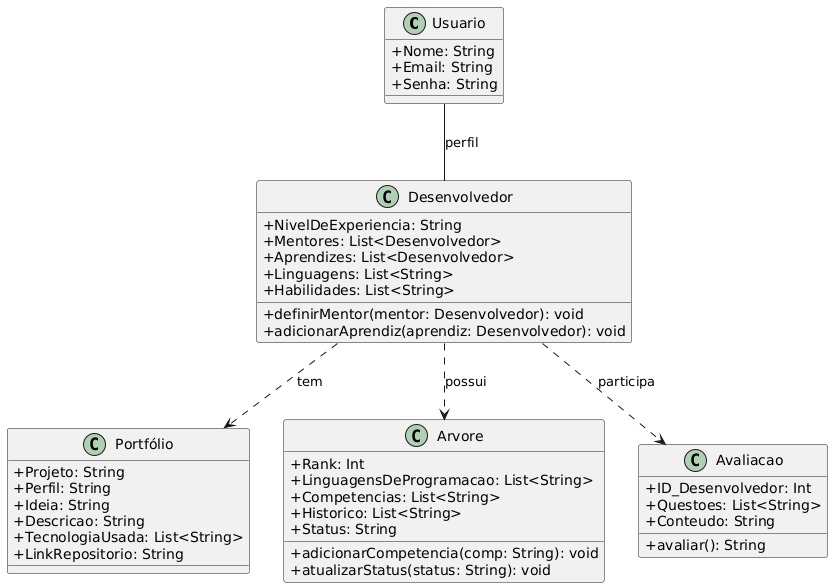 C Usuario
+Nome: String
+Email: String
+Senha: String
perfil
C Desenvolvedor
+NivelDeExperiencia: String
+Mentores: List<Desenvolvedor>
+Aprendizes: List<Desenvolvedor>
+Linguagens: List<String>
+Habilidades: List<String>
+definirMentor(mentor: Desenvolvedor): void
+adicionarAprendiz(aprendiz: Desenvolvedor): void
tem
possui
participa
C Portfólio
+Projeto: String
+Perfil: String
+Ideia: String
+Descricao: String
+TecnologiaUsada: List<String>
+LinkRepositorio: String
C Arvore
+Rank: Int
+LinguagensDeProgramacao: List<String>
+Competencias: List<String>
+Historico: List<String>
+Status: String
+adicionarCompetencia(comp: String): void
+atualizarStatus(status: String): void
C Avaliacao
+ID_Desenvolvedor: Int
+Questoes: List<String>
+Conteudo: String
+avaliar(): String